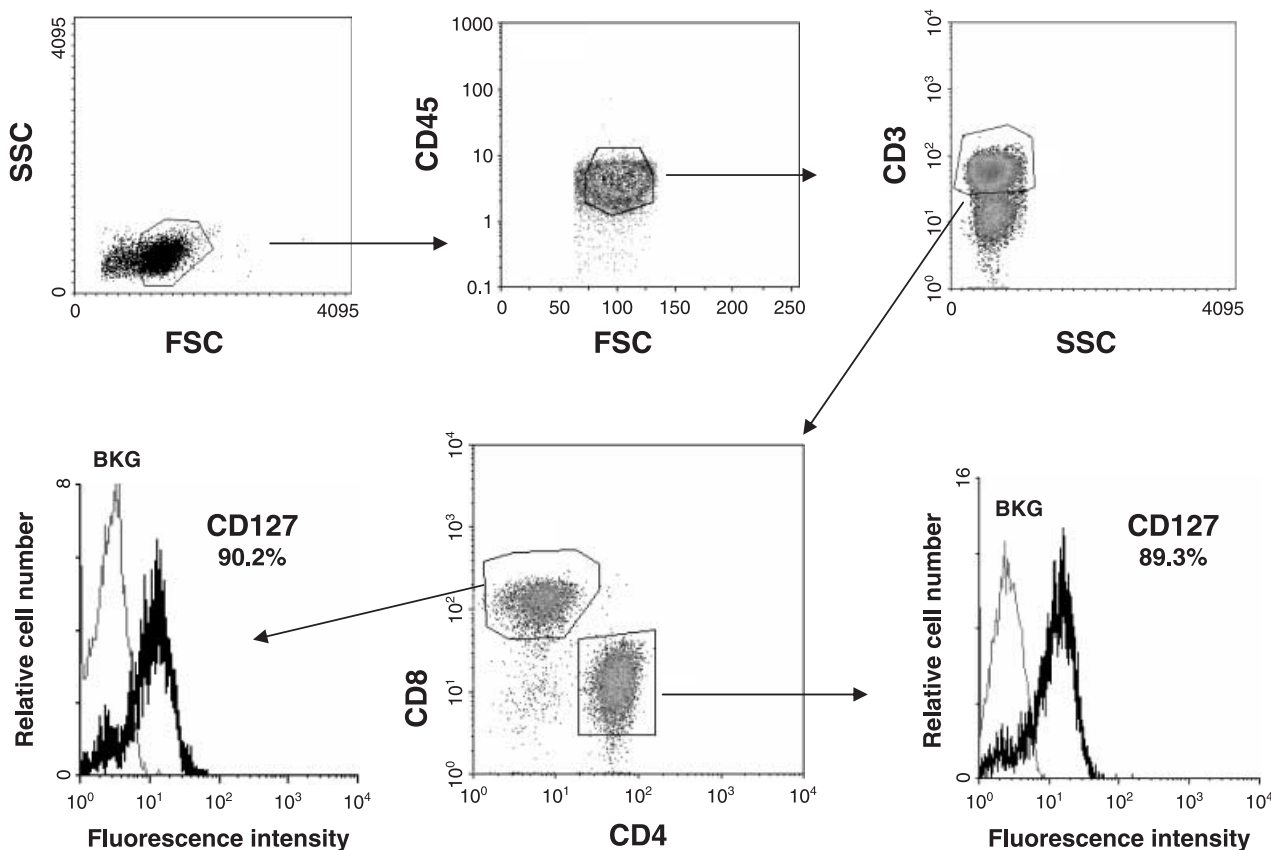 4095
SSC
0
0
4095
FSC
1000
100
10
1
0.1
CD45
0 50 100 150 200 250
FSC
10^4
10^3
10^2
10^1
10^0
CD3
0
4095
SSC
BKG
8
CD127
90.2%
Relative cell number
0
10^0 10^1 10^2 10^3 10^4
Fluorescence intensity
10^4
10^3
10^2
10^1
10^0
CD8
10^0 10^1 10^2 10^3 10^4
CD4
16
BKG
CD127
89.3%
Relative cell number
0
10^0 10^1 10^2 10^3 10^4
Fluorescence intensity